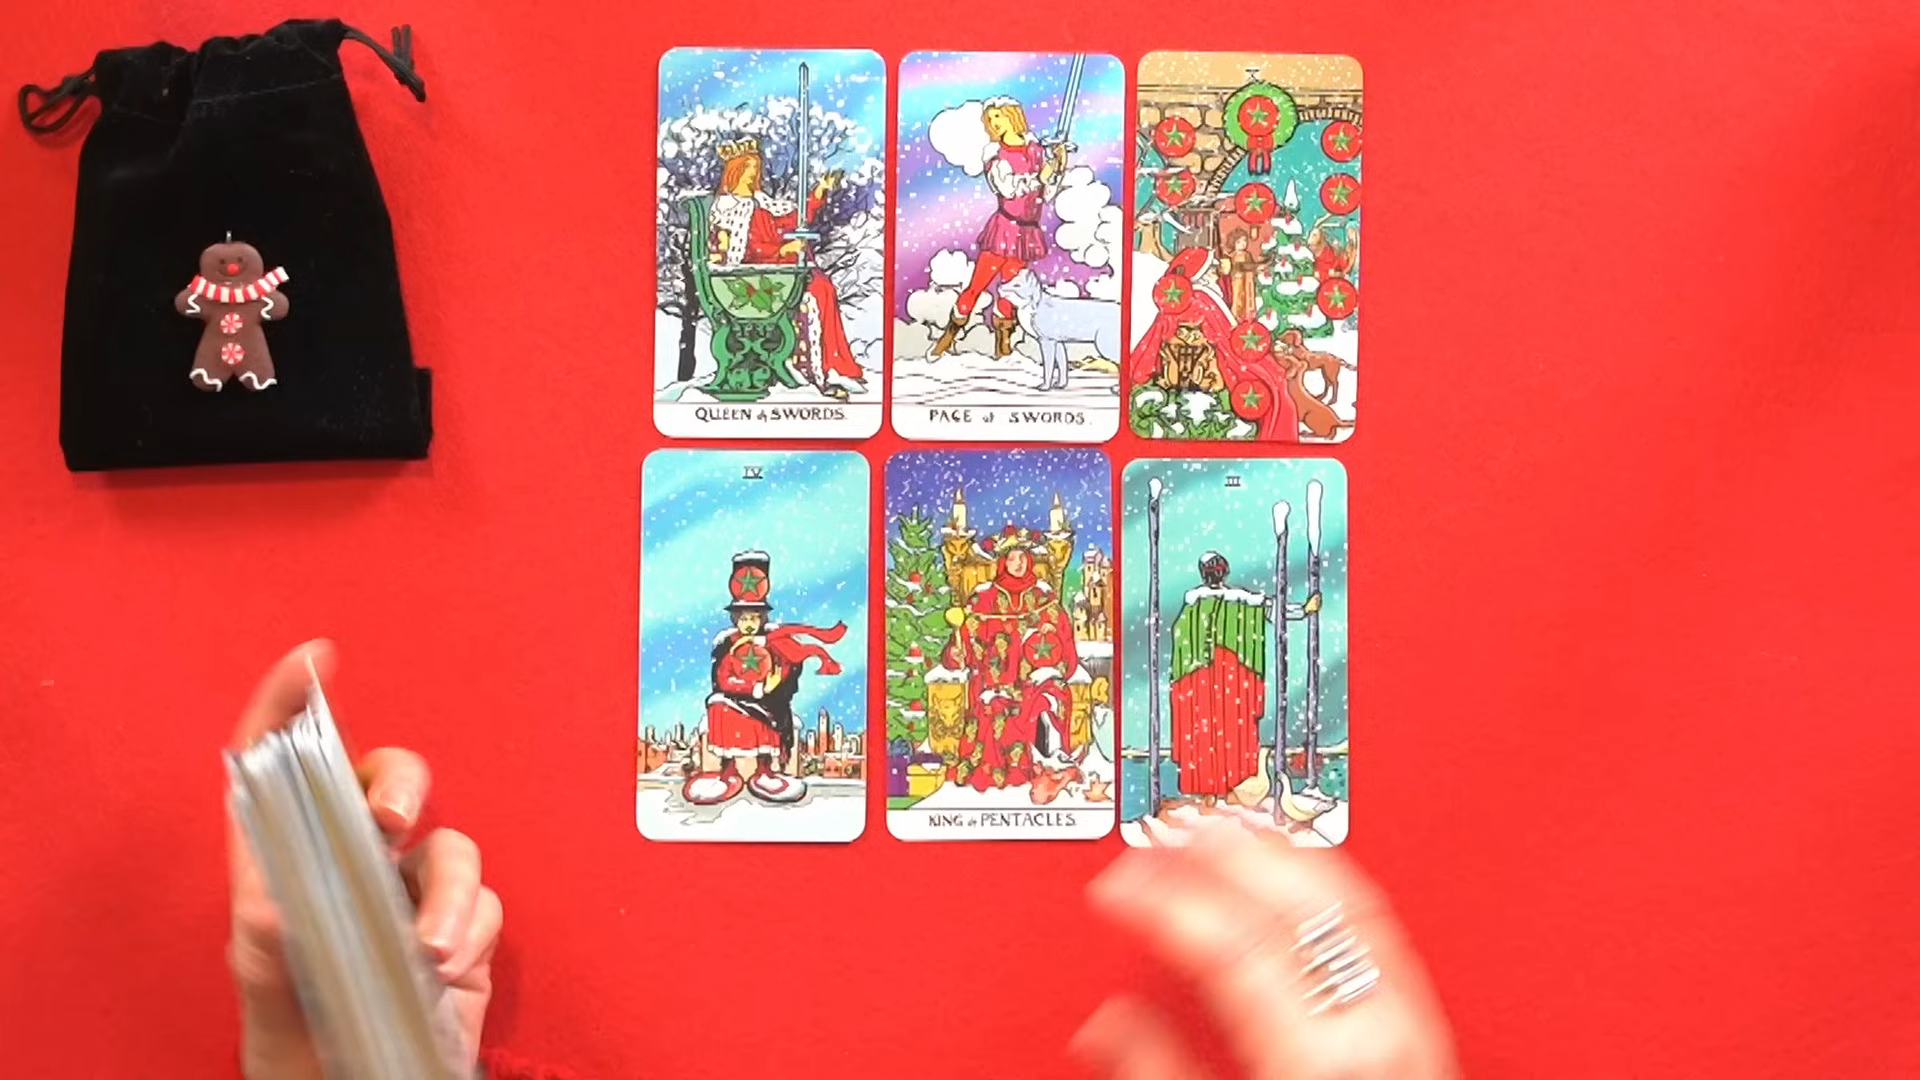 QUEEN of SWORDS.
PAGE of SWORDS.
X
IV
KING of PENTACLES.
III